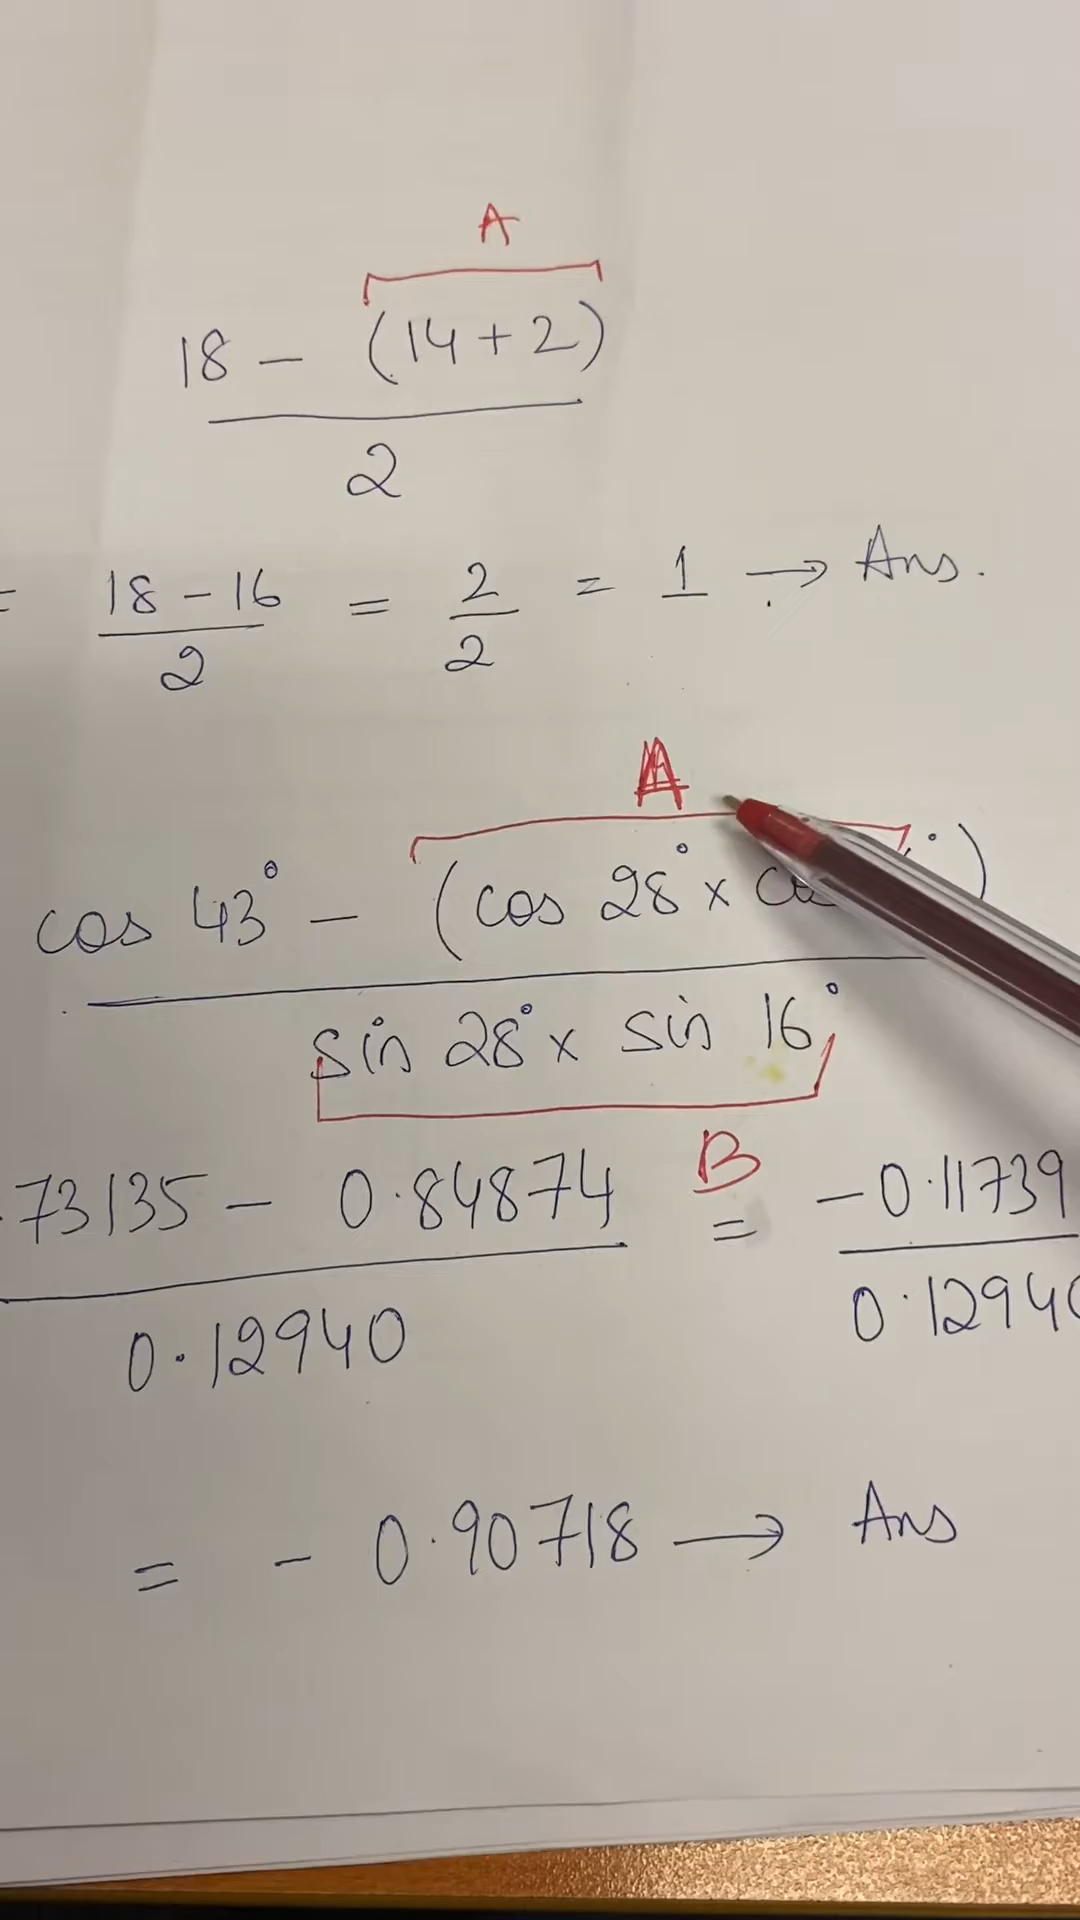 A
18 - (14+2)
2
= 18 - 16 = 2 = 1 → Ans.
2 2
A
cos 43° - (cos 28° × co °)
sin 28° × sin 16°
B
.73135 - 0.84874 = -0.11739
0.12940 0.1294
= - 0.90718 → Ans